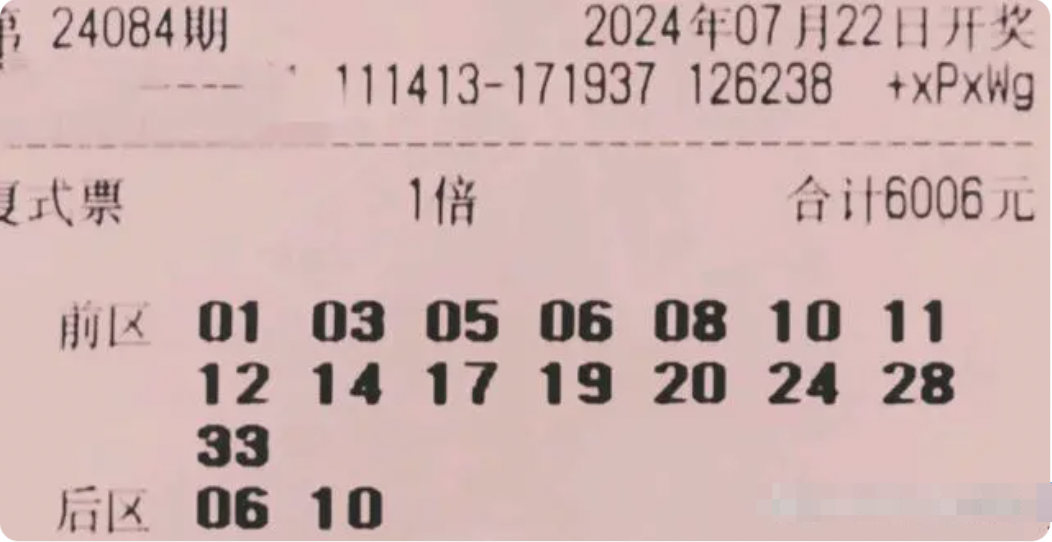 第 24084期 2024年07月22日开奖
111413-171937 126238 +xPxWg
复式票 1倍 合计6006元
前区 01 03 05 06 08 10 11
12 14 17 19 20 24 28
33
后区 06 10